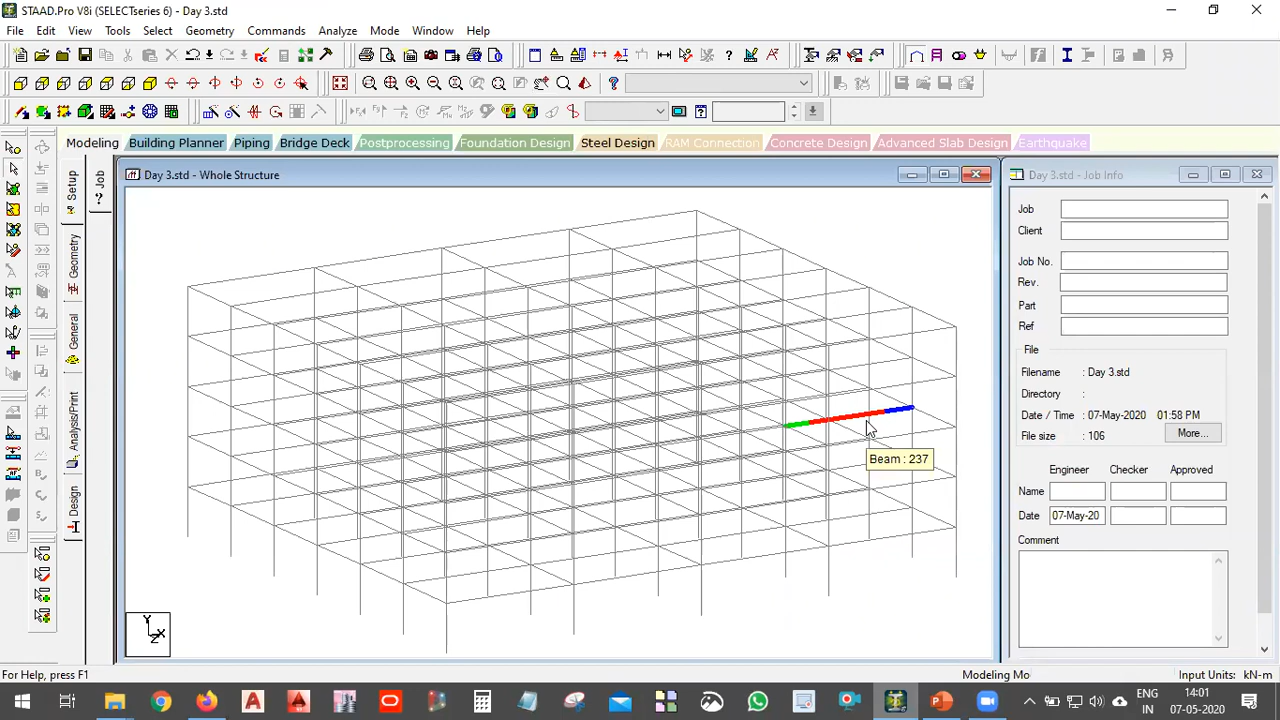 STAAD.Pro V8i (SELECTseries 6) - Day 3.std
File Edit View Tools Select Geometry Commands Analyze Mode Window Help
Modeling Building Planner Piping Bridge Deck Postprocessing Foundation Design Steel Design RAM Connection Concrete Design Advanced Slab Design Earthquake
Setup
Geometry
General
Analysis/Print
Design
Job
Day 3.std - Whole Structure
Beam : 237
Y
X
Z
Day 3.std - Job Info
Job
Client
Job No.
Rev.
Part
Ref
File
Filename : Day 3.std
Directory :
Date / Time : 07-May-2020 01:58 PM
File size : 106 More...
Engineer Checker Approved
Name
Date 07-May-20
Comment
For Help, press F1 Modeling Mo Input Units: kN-m
ENG
IN
14:01
07-05-2020